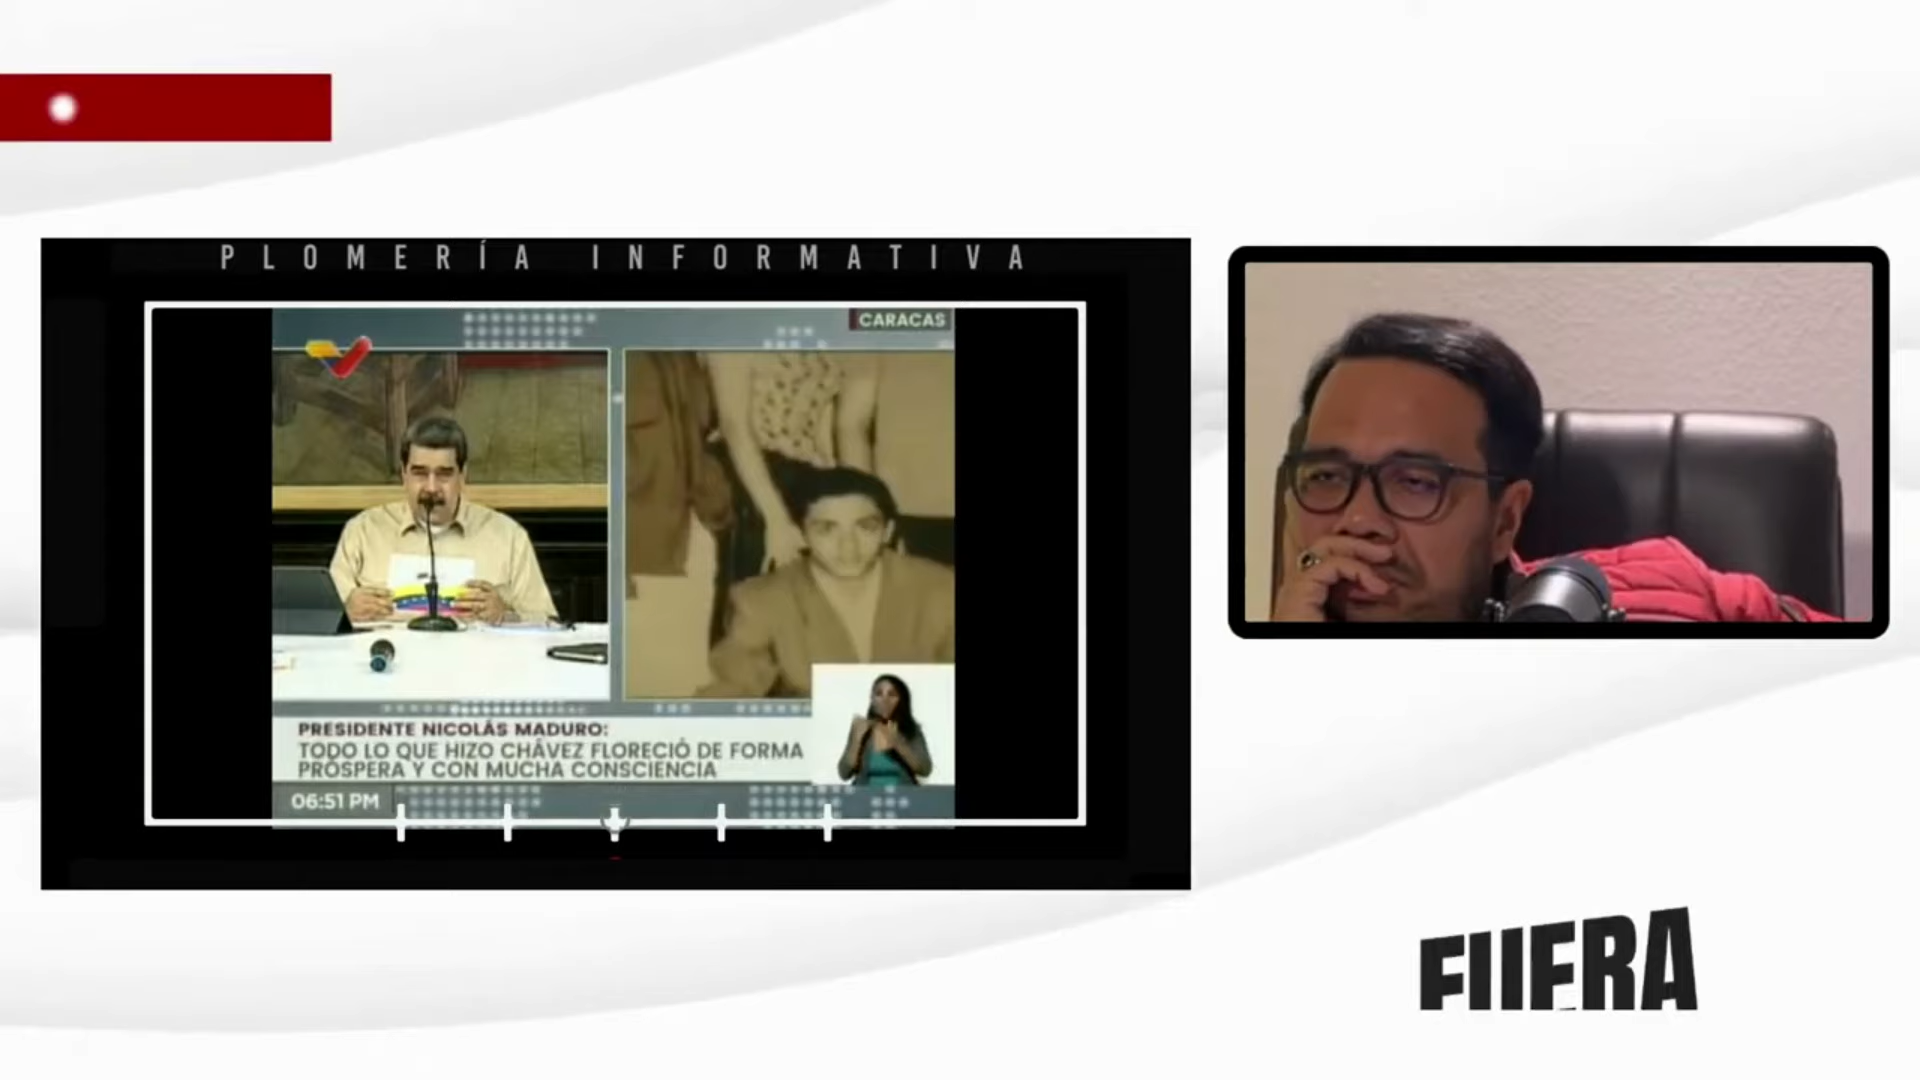 PLOMERÍA INFORMATIVA
CARACAS
PRESIDENTE NICOLÁS MADURO:
TODO LO QUE HIZO CHÁVEZ FLORECIÓ DE FORMA
PRÓSPERA Y CON MUCHA CONSCIENCIA
06:51 PM
FUERA